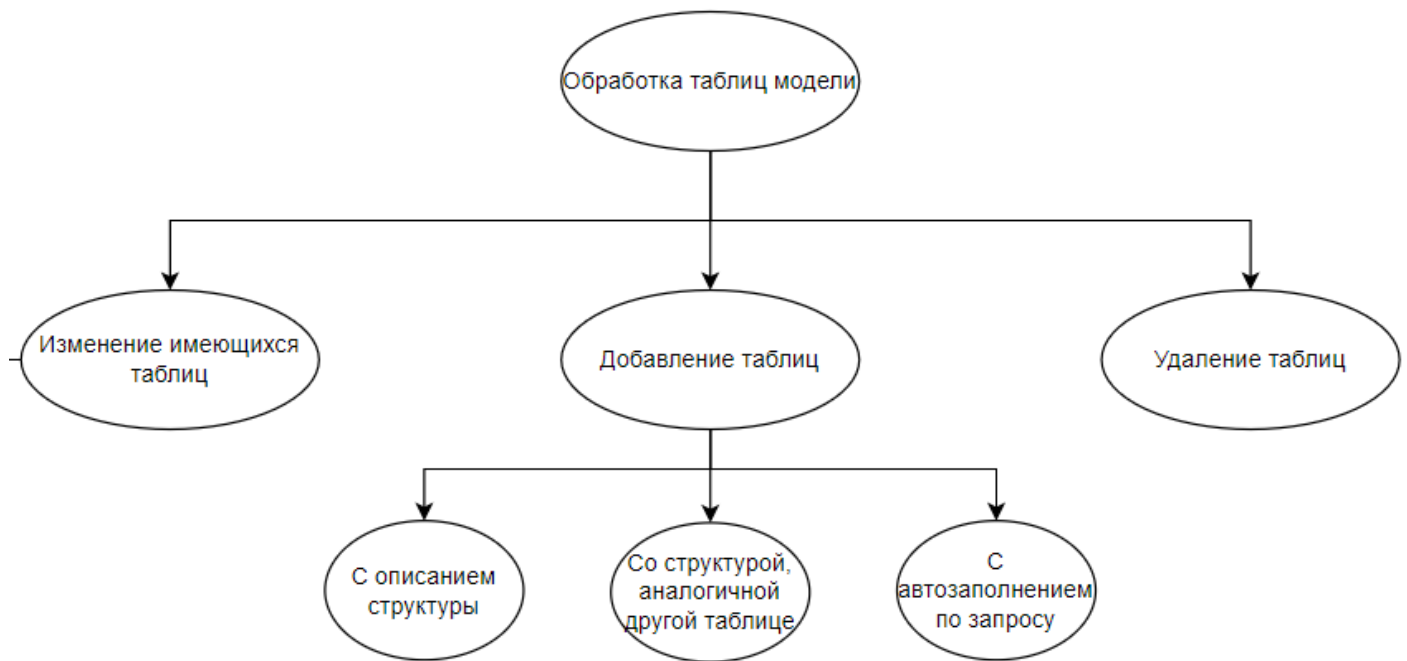 Обработка таблиц модели
Изменение имеющихся
таблиц
Добавление таблиц
Удаление таблиц
С описанием
структуры
Со структурой,
аналогичной
другой таблице
С
автозаполнением
по запросу